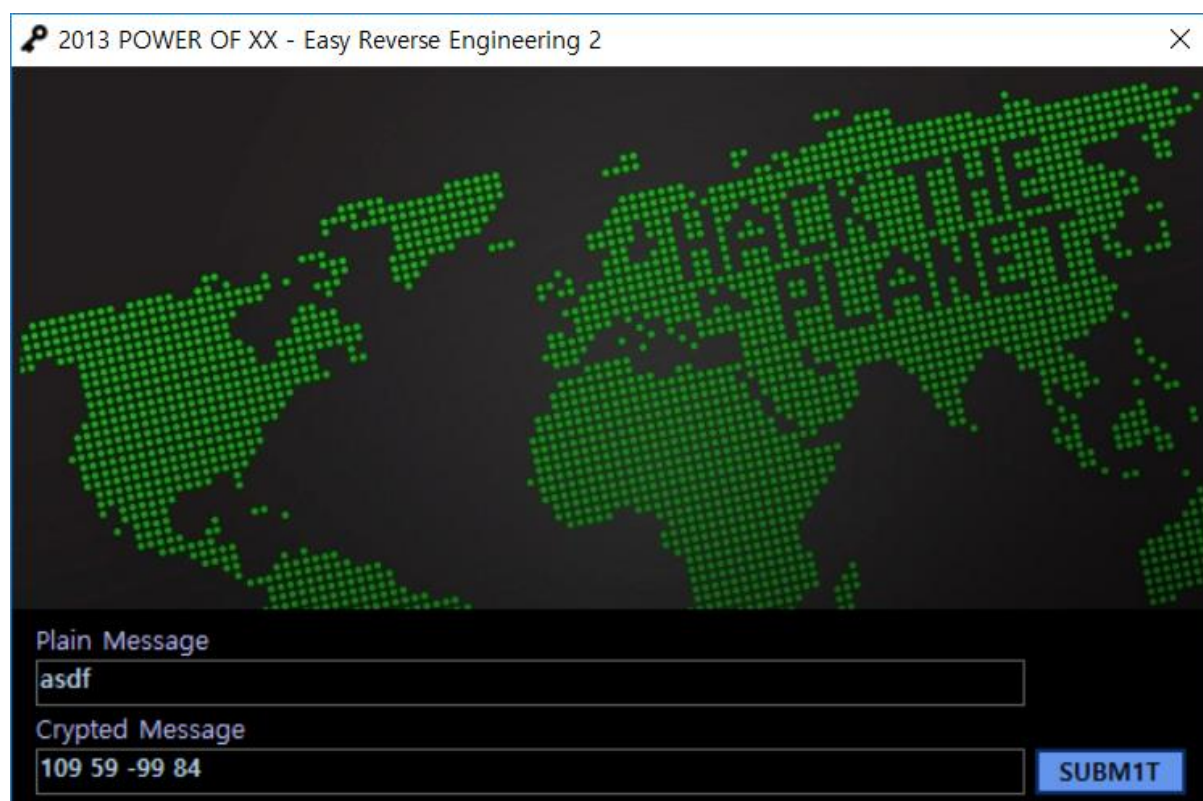 2013 POWER OF XX - Easy Reverse Engineering 2
HACK THE
PLANET
Plain Message
asdf
Crypted Message
109 59 -99 84
SUBM1T